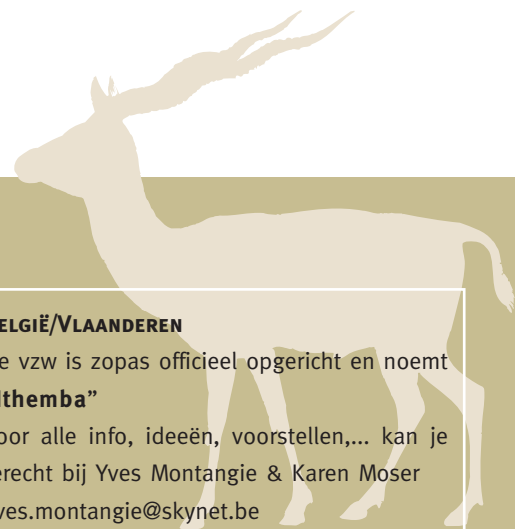 ELGIË/VLAANDEREN
e vzw is zopas officieel opgericht en noemt
Ithemba”
oor alle info, ideeën, voorstellen,... kan je
erecht bij Yves Montangie & Karen Moser
ves.montangie@skynet.be